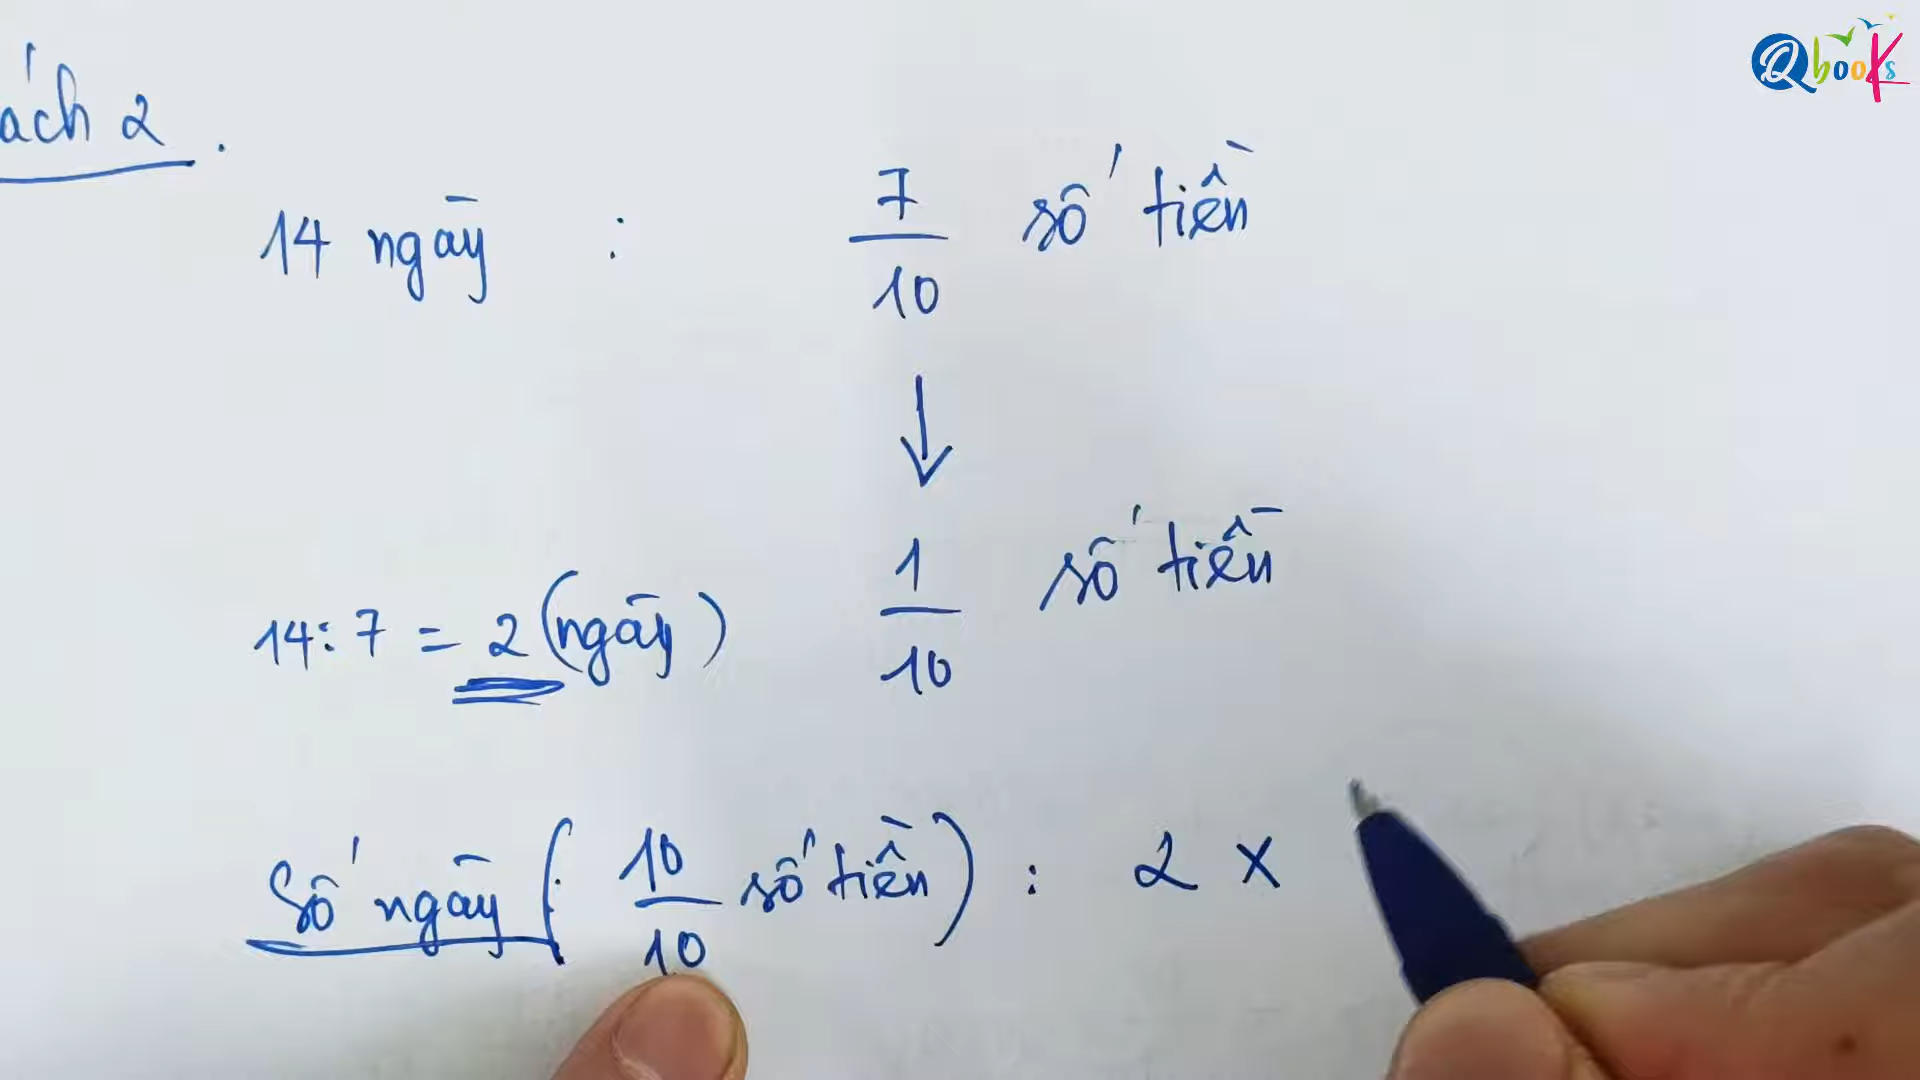 Qbooks
ách 2.
14 ngày : 7/10 số tiền
↓
14 : 7 = 2 (ngày) 1/10 số tiền
Số ngày (10/10 số tiền) : 2 ×